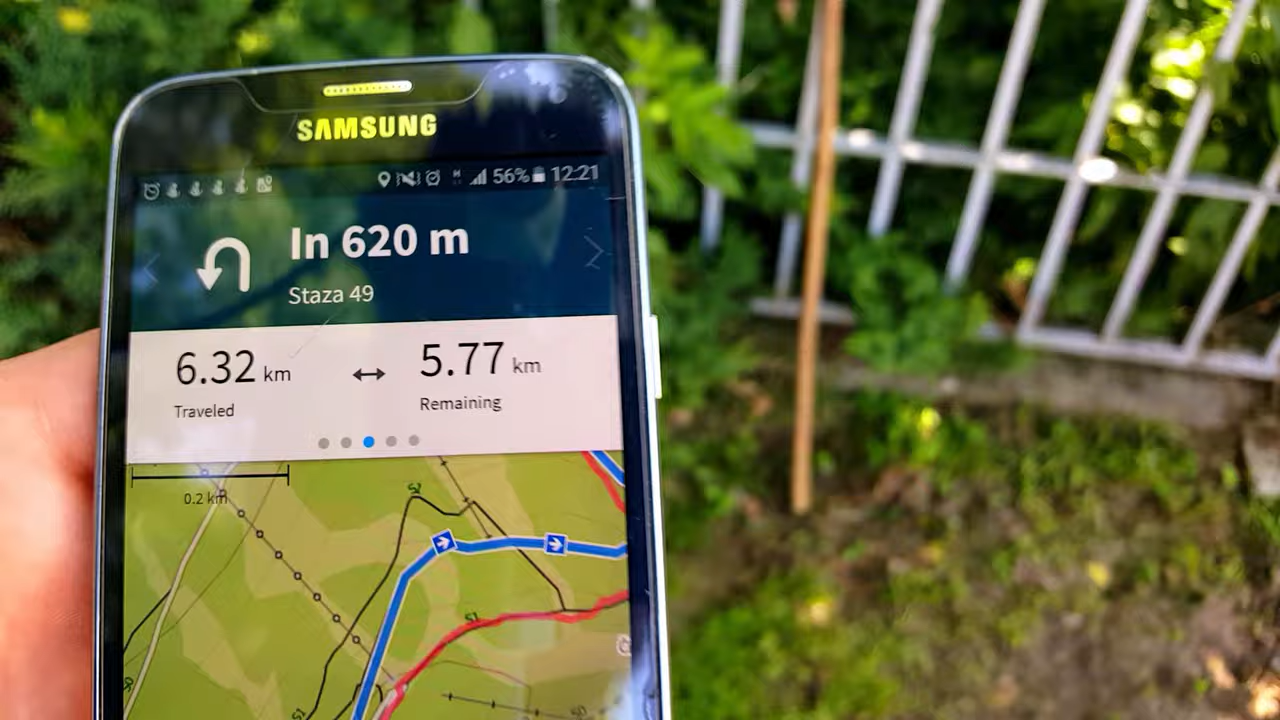 SAMSUNG
56% 12:21
In 620 m
Staza 49
6.32 km
5.77 km
Traveled
Remaining
0.2 km